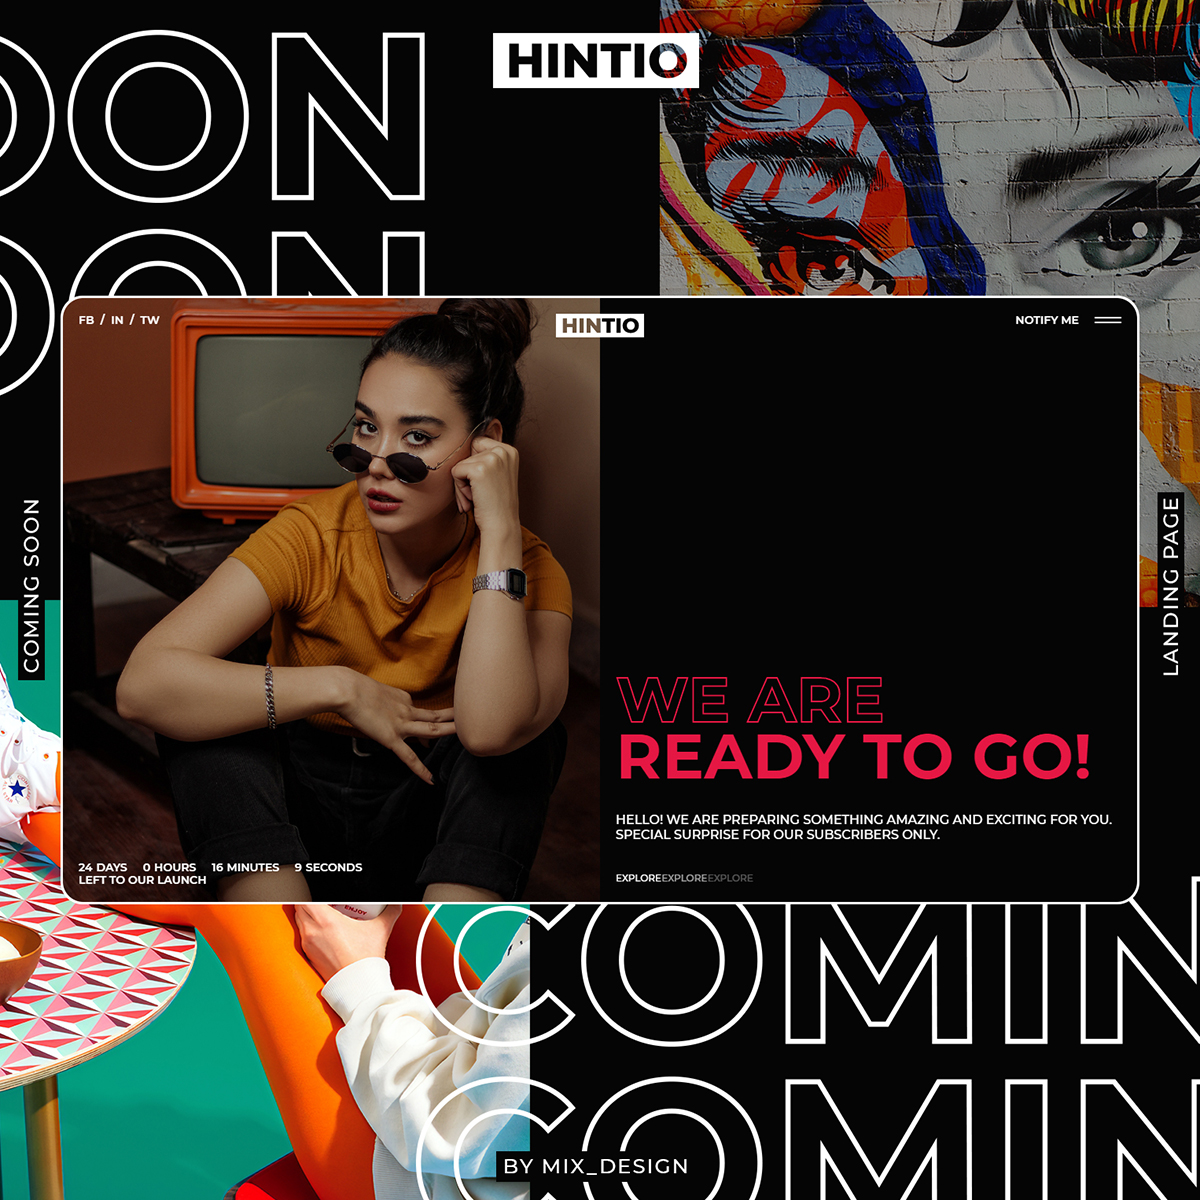 OON
HINTIO
OON
FB / IN / TW
HINTIO
NOTIFY ME
COMING SOON
LANDING PAGE
WE ARE
READY TO GO!
HELLO! WE ARE PREPARING SOMETHING AMAZING AND EXCITING FOR YOU.
SPECIAL SURPRISE FOR OUR SUBSCRIBERS ONLY.
24 DAYS 0 HOURS 16 MINUTES 9 SECONDS
LEFT TO OUR LAUNCH
EXPLOREEXPLOREEXPLORE
ENJOY
COMIN
COMIN
BY MIX_DESIGN